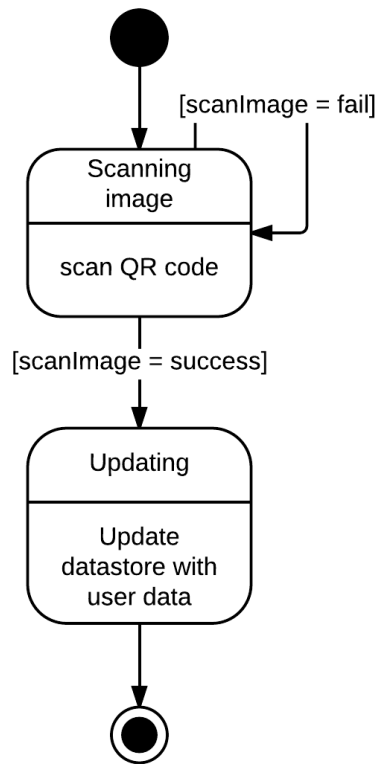 [scanImage = fail]
Scanning
image
scan QR code
[scanImage = success]
Updating
Update
datastore with
user data